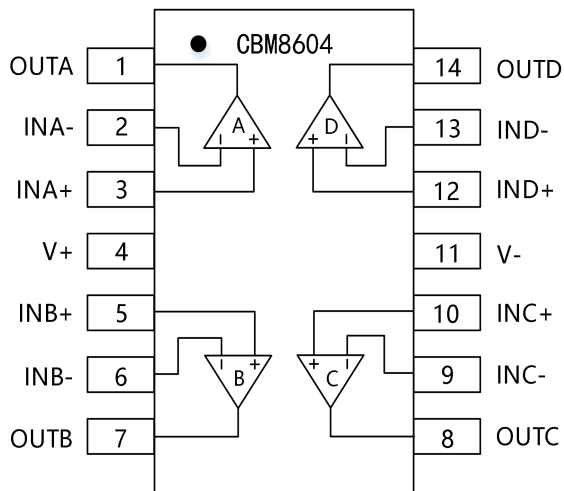 CBM8604
OUTA 1 14 OUTD
INA- 2 A D 13 IND-
INA+ 3 12 IND+
V+ 4 11 V-
INB+ 5 10 INC+
INB- 6 B C 9 INC-
OUTB 7 8 OUTC